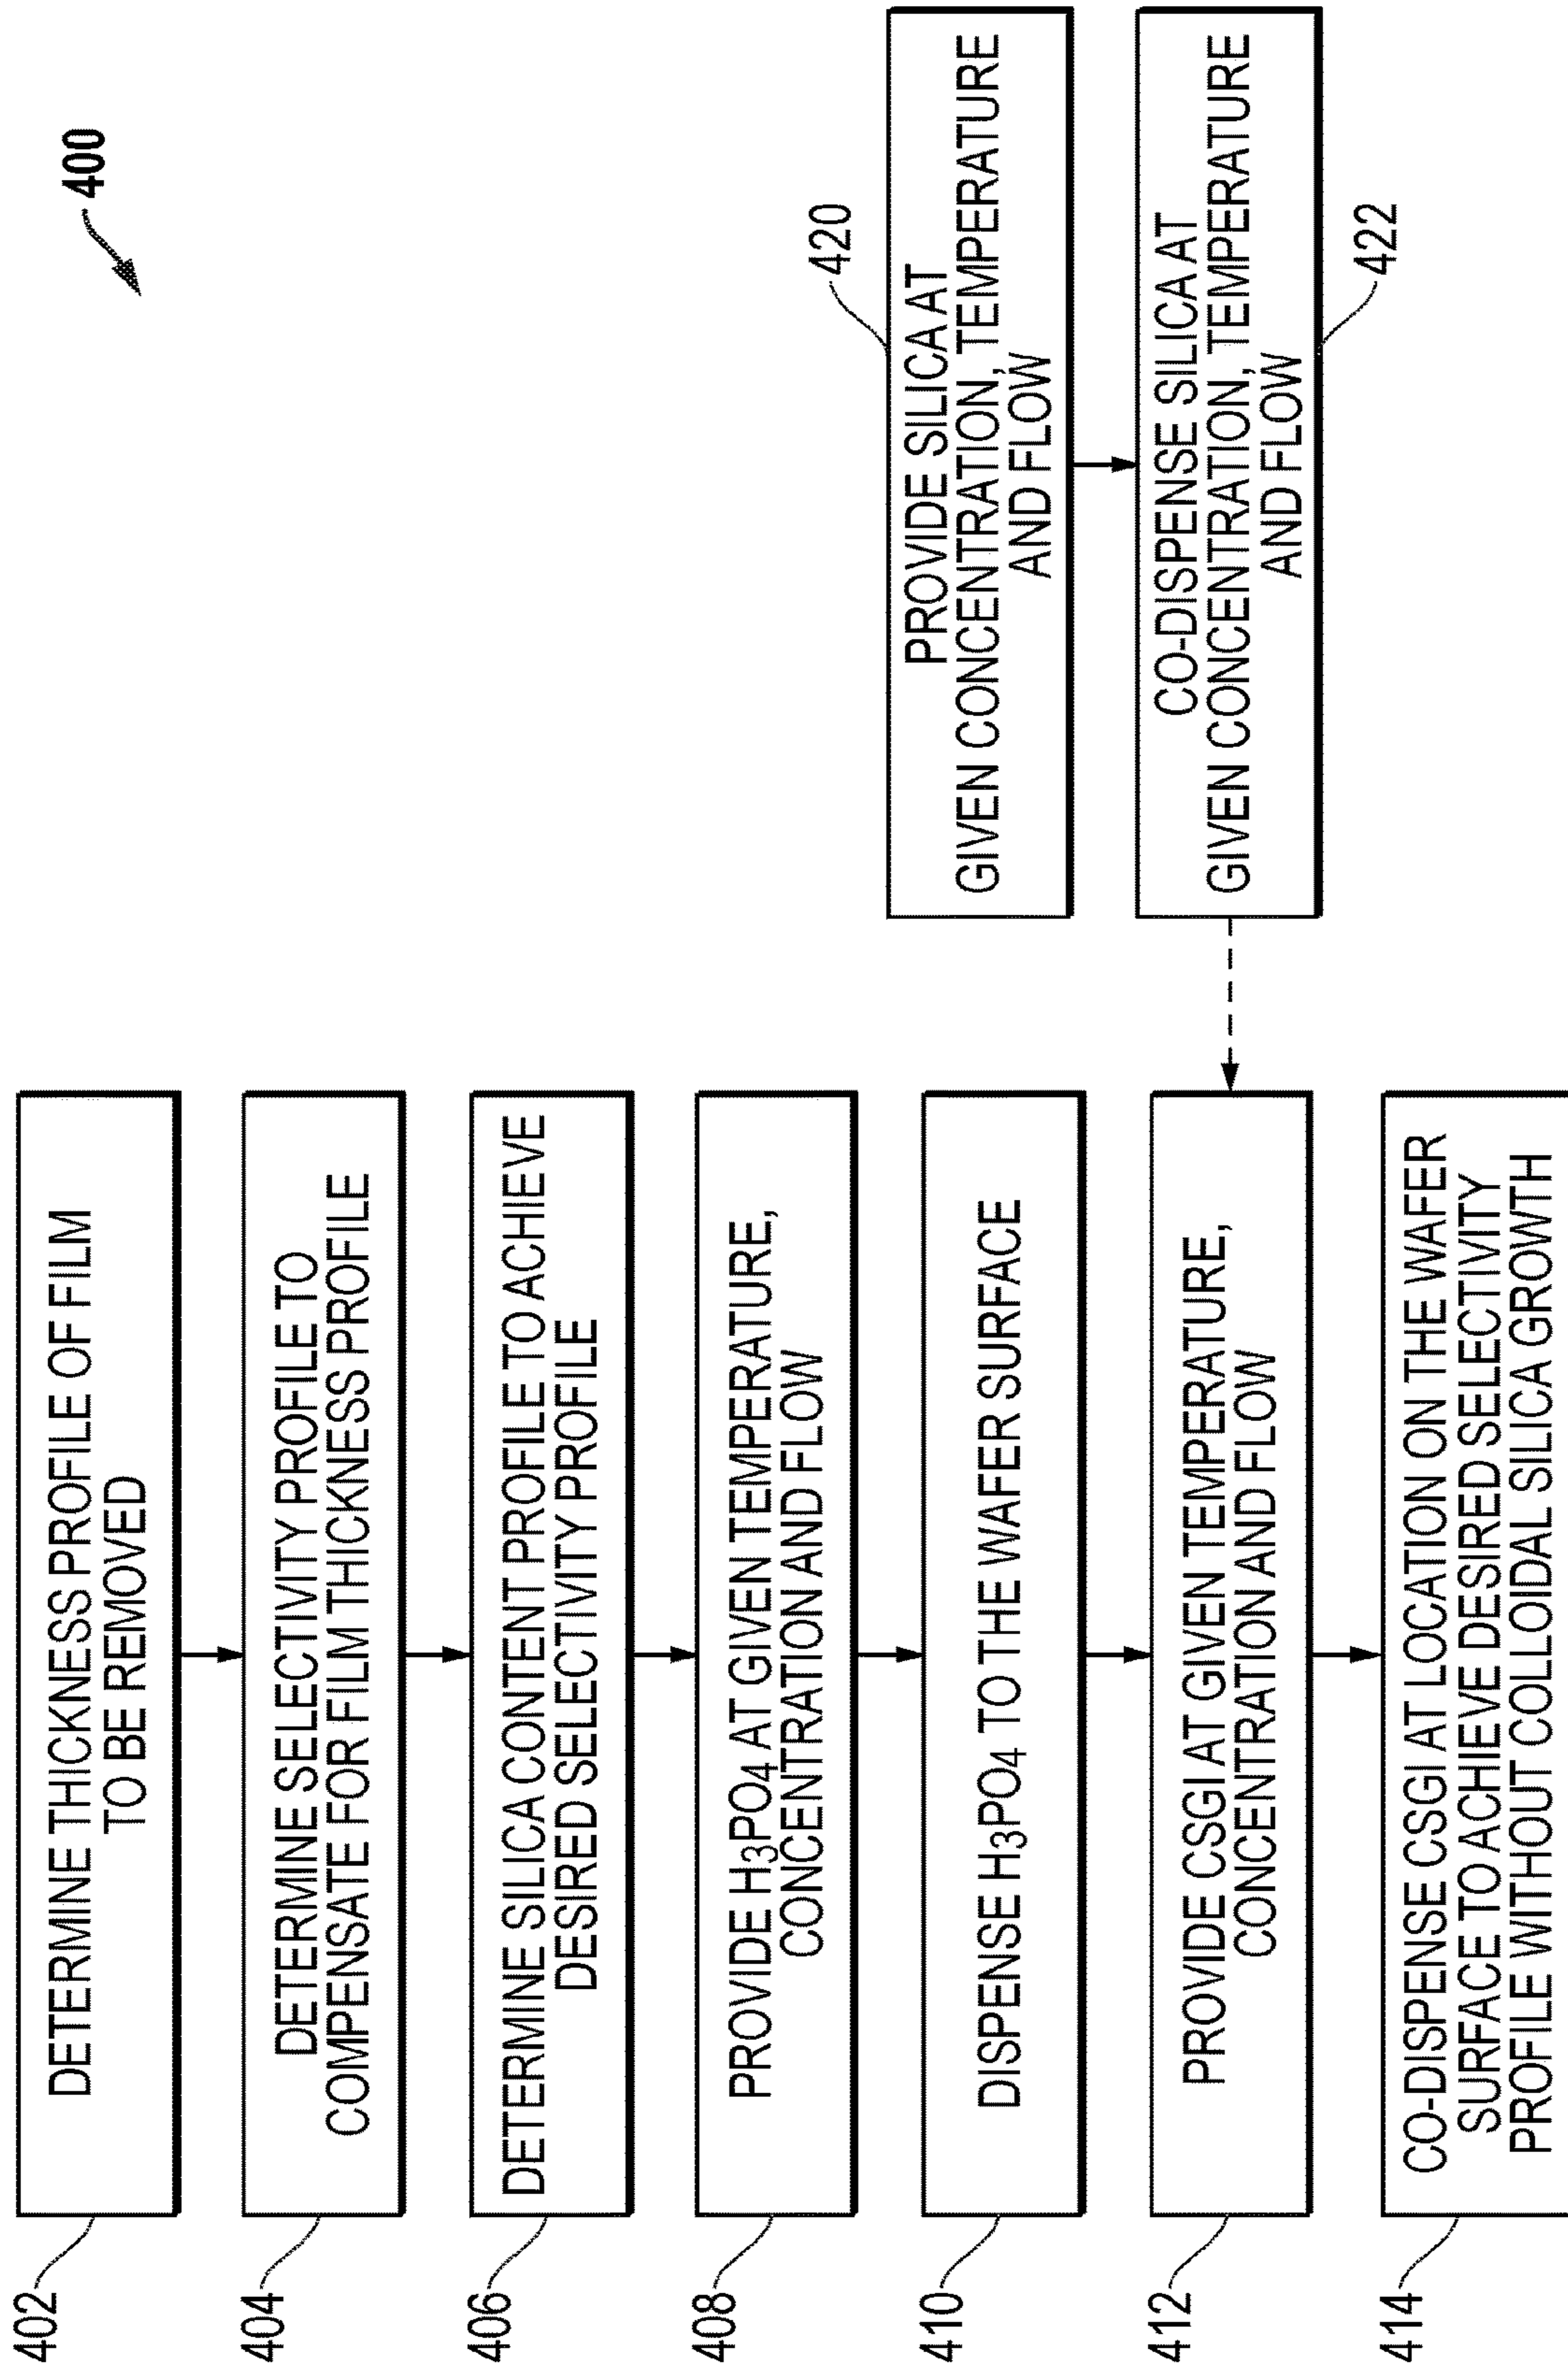 400
402
DETERMINE THICKNESS PROFILE OF FILM
TO BE REMOVED
404
DETERMINE SELECTIVITY PROFILE TO
COMPENSATE FOR FILM THICKNESS PROFILE
406
DETERMINE SILICA CONTENT PROFILE TO ACHIEVE
DESIRED SELECTIVITY PROFILE
408
PROVIDE H₃PO₄ AT GIVEN TEMPERATURE,
CONCENTRATION AND FLOW
410
DISPENSE H₃PO₄ TO THE WAFER SURFACE
412
PROVIDE CSGI AT GIVEN TEMPERATURE,
CONCENTRATION AND FLOW
414
CO-DISPENSE CSGI AT LOCATION ON THE WAFER
SURFACE TO ACHIEVE DESIRED SELECTIVITY
PROFILE WITHOUT COLLOIDAL SILICA GROWTH
420
PROVIDE SILICA AT
GIVEN CONCENTRATION, TEMPERATURE
AND FLOW
CO-DISPENSE SILICA AT
GIVEN CONCENTRATION, TEMPERATURE
AND FLOW
422